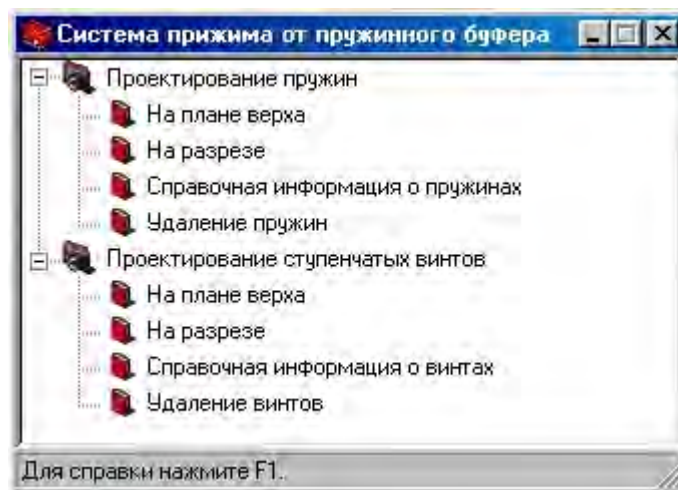 Система прижима от пружинного буфера
Проектирование пружин
На плане верха
На разрезе
Справочная информация о пружинах
Удаление пружин
Проектирование ступенчатых винтов
На плане верха
На разрезе
Справочная информация о винтах
Удаление винтов
Для справки нажмите F1.